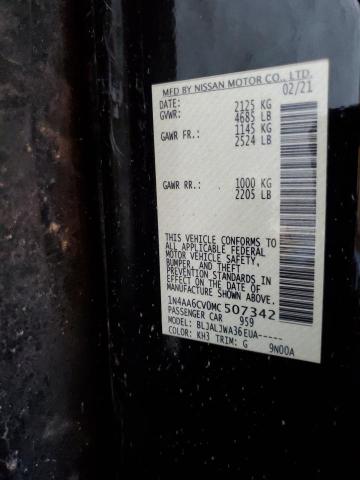 MFD BY NISSAN MOTOR CO., LTD.
DATE: 02/21
GVWR: 2125 KG
4685 LB
GAWR FR.: 1145 KG
2524 LB
GAWR RR.: 1000 KG
2205 LB
THIS VEHICLE CONFORMS TO
ALL APPLICABLE FEDERAL
MOTOR VEHICLE SAFETY,
BUMPER, AND THEFT
PREVENTION STANDARDS IN
EFFECT ON THE DATE OF
MANUFACTURE SHOWN ABOVE.
1N4AA6CV0MC507342
PASSENGER CAR 959
MODEL: BLJALJWA36EUA-----
COLOR: KH3 TRIM: G 9N00A